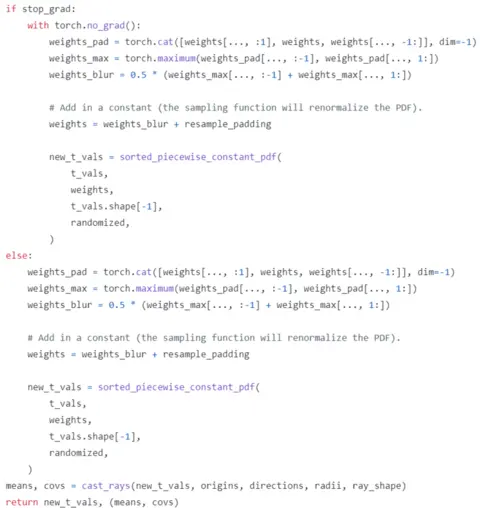 if stop_grad:
    with torch.no_grad():
        weights_pad = torch.cat([weights[..., :1], weights, weights[..., -1:]], dim=-1)
        weights_max = torch.maximum(weights_pad[..., :-1], weights_pad[..., 1:])
        weights_blur = 0.5 * (weights_max[..., :-1] + weights_max[..., 1:])

        # Add in a constant (the sampling function will renormalize the PDF).
        weights = weights_blur + resample_padding

        new_t_vals = sorted_piecewise_constant_pdf(
            t_vals,
            weights,
            t_vals.shape[-1],
            randomized,
        )
else:
    weights_pad = torch.cat([weights[..., :1], weights, weights[..., -1:]], dim=-1)
    weights_max = torch.maximum(weights_pad[..., :-1], weights_pad[..., 1:])
    weights_blur = 0.5 * (weights_max[..., :-1] + weights_max[..., 1:])

    # Add in a constant (the sampling function will renormalize the PDF).
    weights = weights_blur + resample_padding

    new_t_vals = sorted_piecewise_constant_pdf(
        t_vals,
        weights,
        t_vals.shape[-1],
        randomized,
    )
means, covs = cast_rays(new_t_vals, origins, directions, radii, ray_shape)
return new_t_vals, (means, covs)